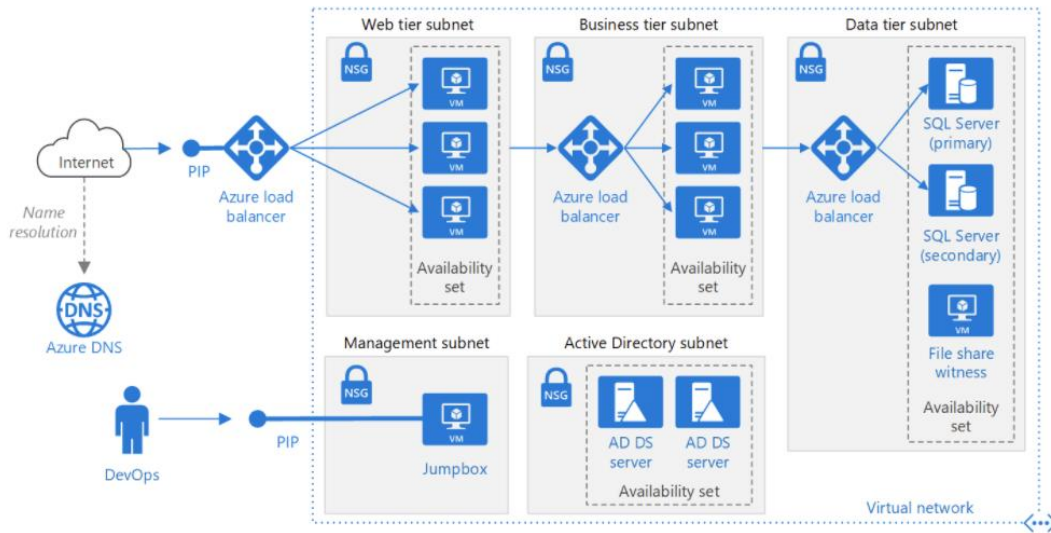 Web tier subnet
Business tier subnet
Data tier subnet
NSG
VM
VM
VM
Availability
set
NSG
VM
VM
VM
Availability
set
NSG
SQL Server
(primary)
SQL Server
(secondary)
VM
File share
witness
Availability
set
Internet
PIP
Azure load
balancer
Azure load
balancer
Azure load
balancer
Name
resolution
DNS
Azure DNS
Management subnet
NSG
VM
Jumpbox
Active Directory subnet
NSG
AD DS
server
AD DS
server
Availability set
DevOps
PIP
Virtual network